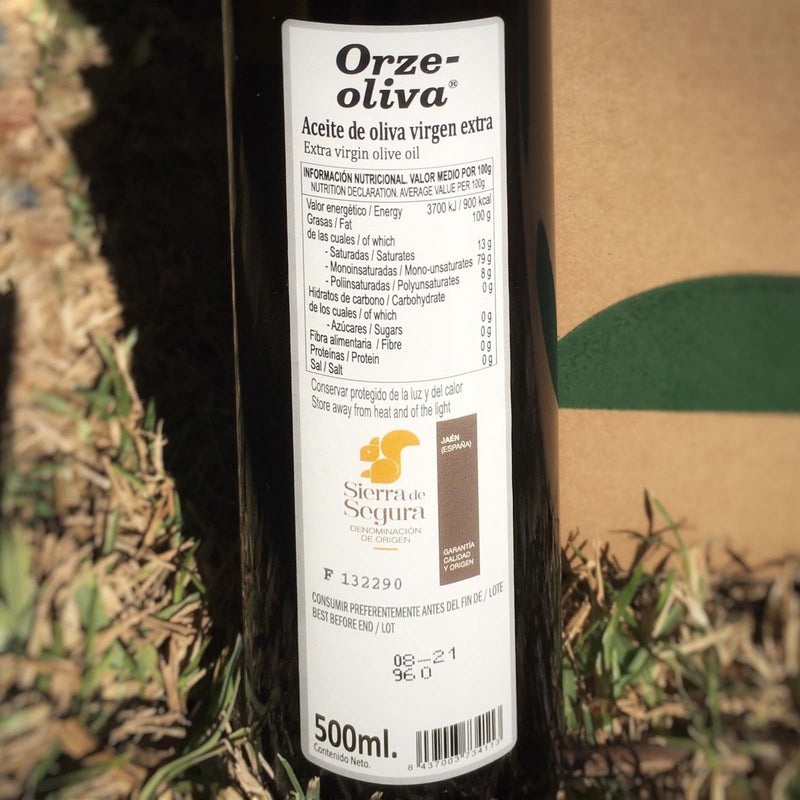 Orze-
oliva®
Aceite de oliva virgen extra
Extra virgin olive oil
INFORMACIÓN NUTRICIONAL. VALOR MEDIO POR 100g
NUTRITION DECLARATION. AVERAGE VALUE PER 100g
Valor energético / Energy 3700 kJ / 900 kcal
Grasas / Fat 100 g
de las cuales / of which
- Saturadas / Saturates 13 g
- Monoinsaturadas / Mono-unsaturates 79 g
- Poliinsaturadas / Polyunsaturates 8 g
Hidratos de carbono / Carbohydrate 0 g
de los cuales / of which
- Azúcares / Sugars 0 g
Fibra alimentaria / Fibre 0 g
Proteinas / Protein 0 g
Sal / Salt 0 g
Conservar protegido de la luz y del calor
Store away from heat and of the light
Sierra de
Segura
DENOMINACIÓN
DE ORIGEN
JAÉN
(ESPAÑA)
GARANTÍA
CALIDAD
Y ORIGEN
F 132290
CONSUMIR PREFERENTEMENTE ANTES DEL FIN DE / LOTE
BEST BEFORE END / LOT
08-21
960
500ml.
Contenido Neto.
8 437003 734113